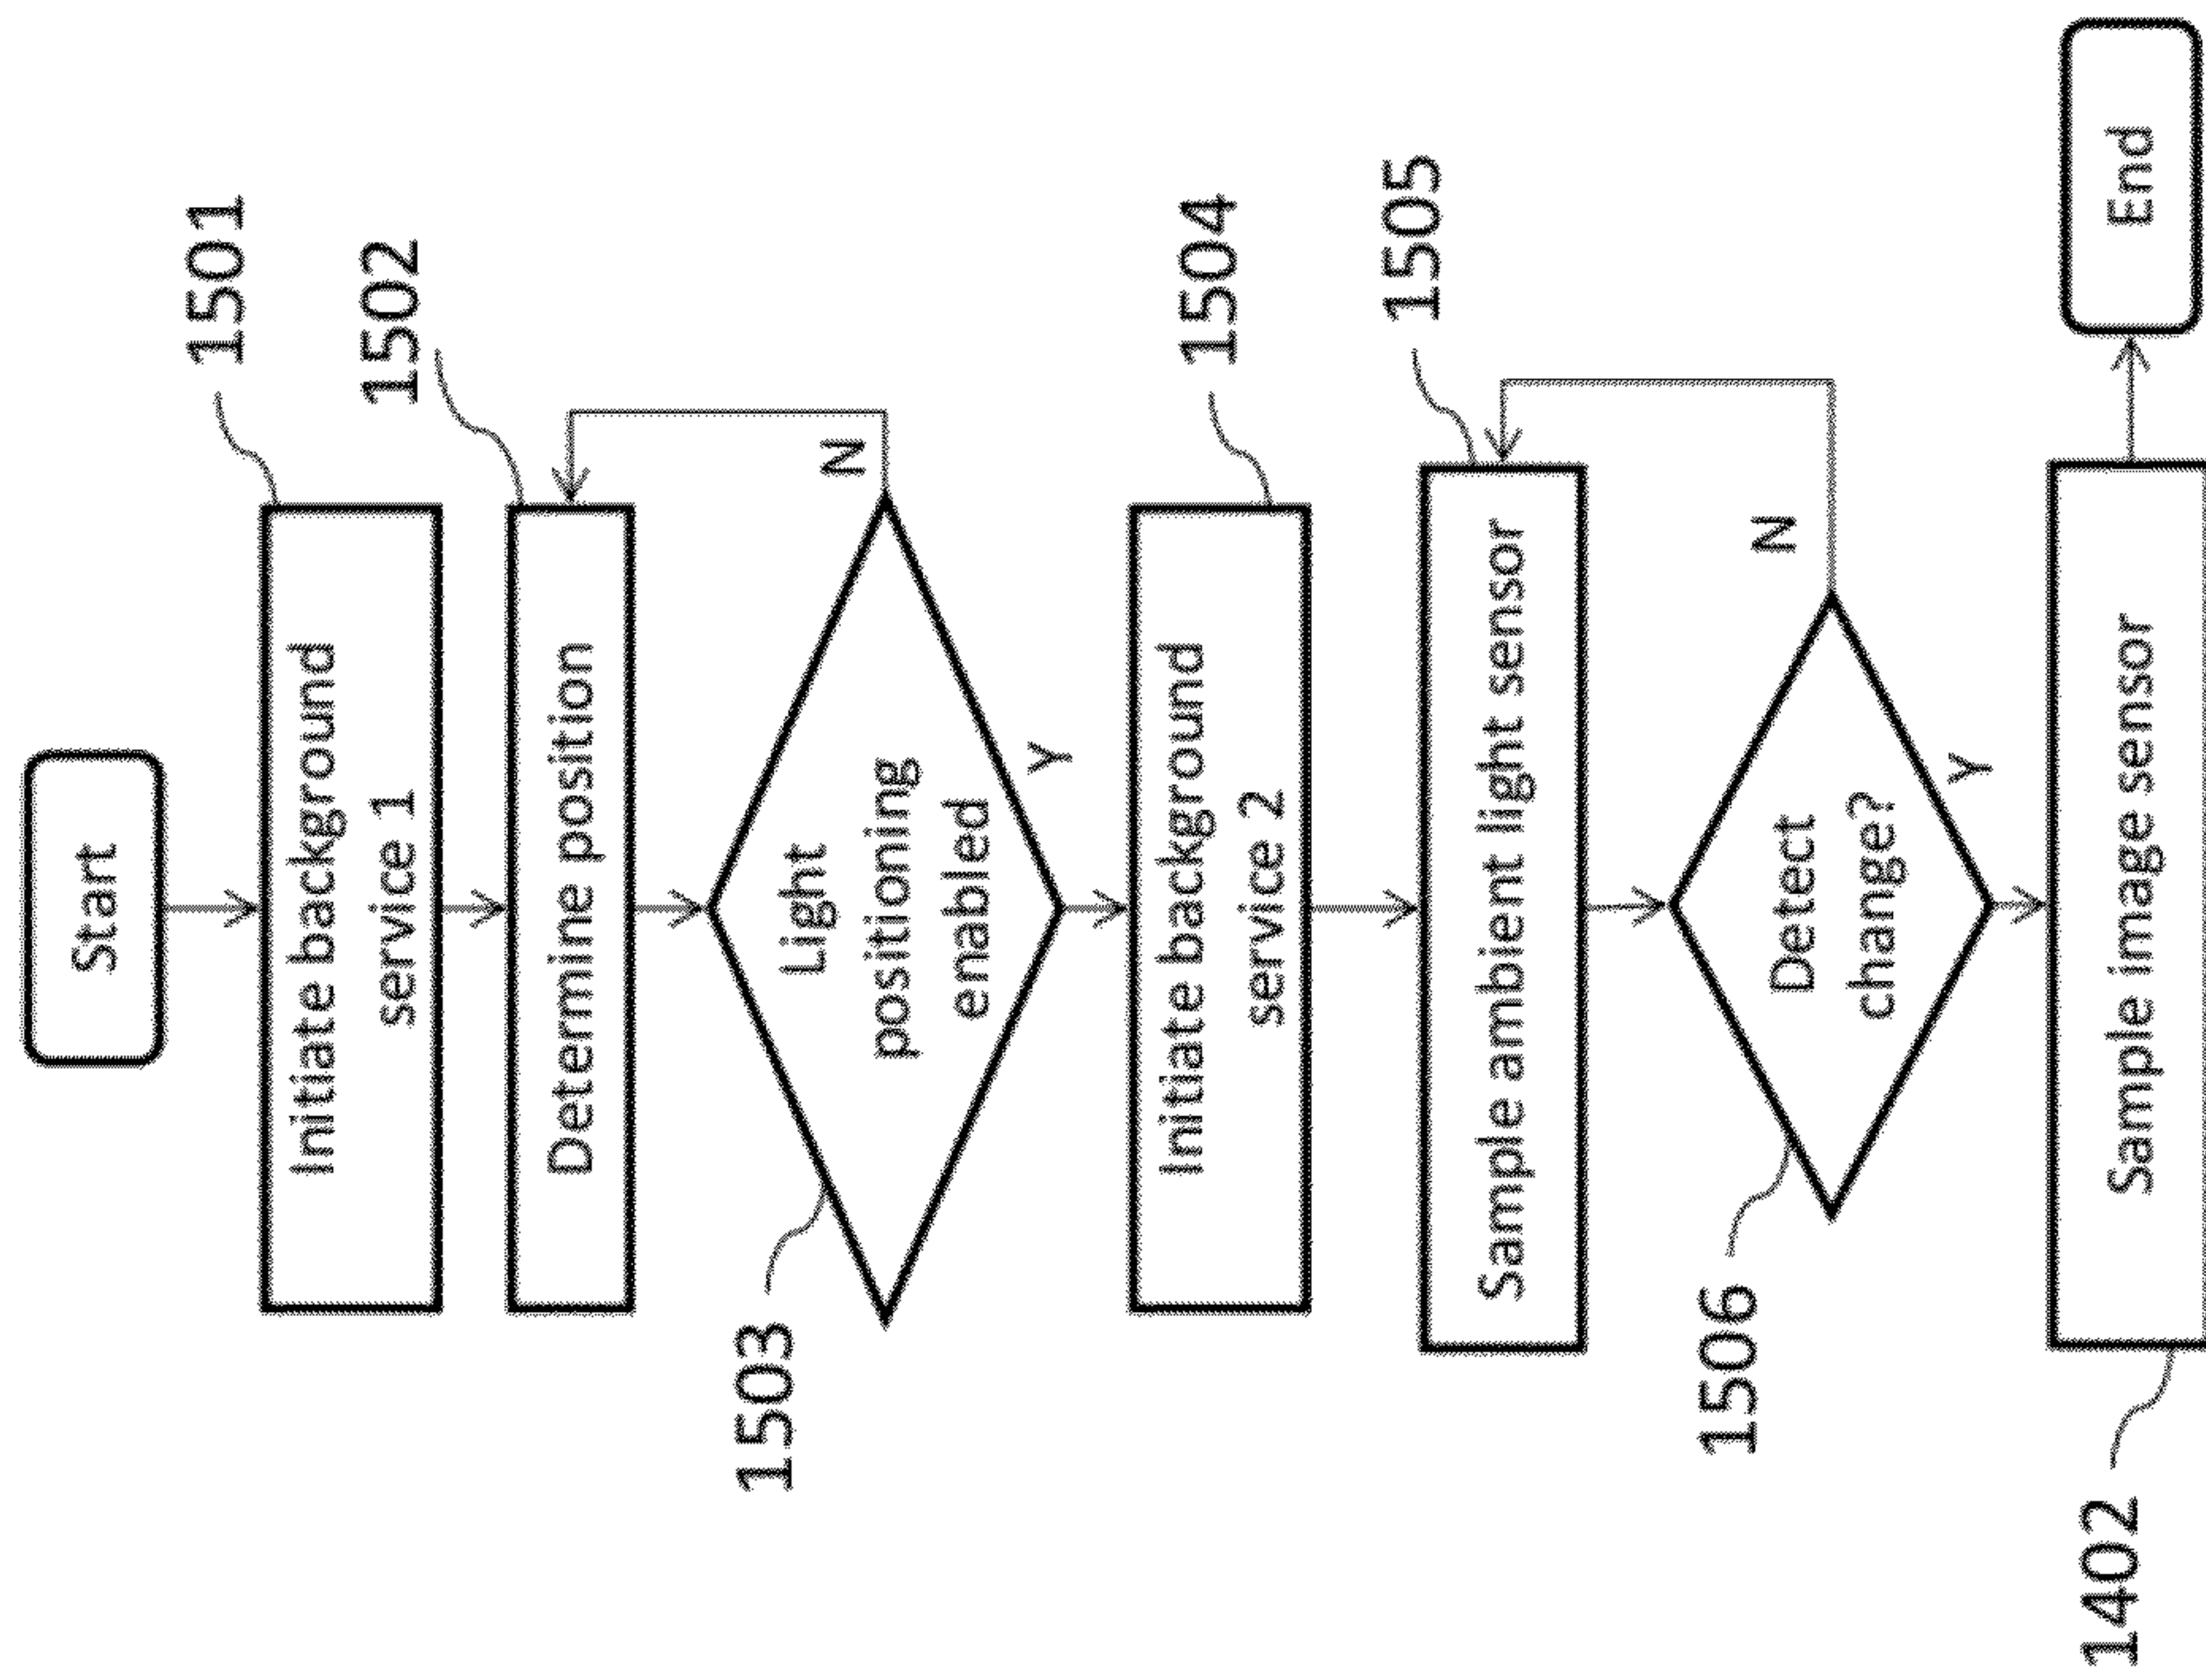 Start
1501
Initiate background
service 1
1502
Determine position
1503
Light
positioning
enabled
N
Y
1504
Initiate background
service 2
1505
Sample ambient light sensor
1506
Detect
change?
N
Y
1402
Sample image sensor
End